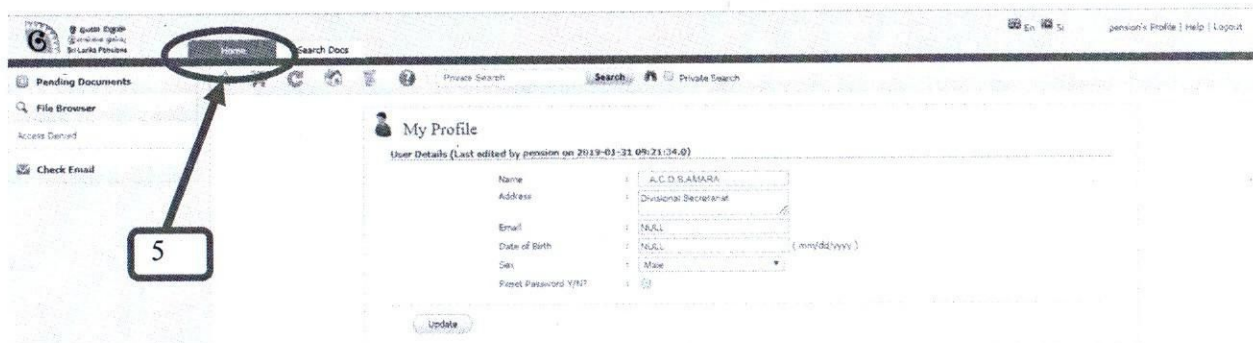 En Si pension's Profile | Help | Logout
Sri Lanka Pensions
Home Search Docs
Pending Documents
Private Search Search Private Search
File Browser
Access Denied
My Profile
User Details (Last edited by pension on 2019-01-31 09:21:34.0)
Check Email
Name : A.C.D.S.AMARA
Address : Divisional Secretariat
Email : NULL
Date of Birth : NULL ( mm/dd/yyyy )
Sex : Male
Reset Password Y/N? :
5
Update